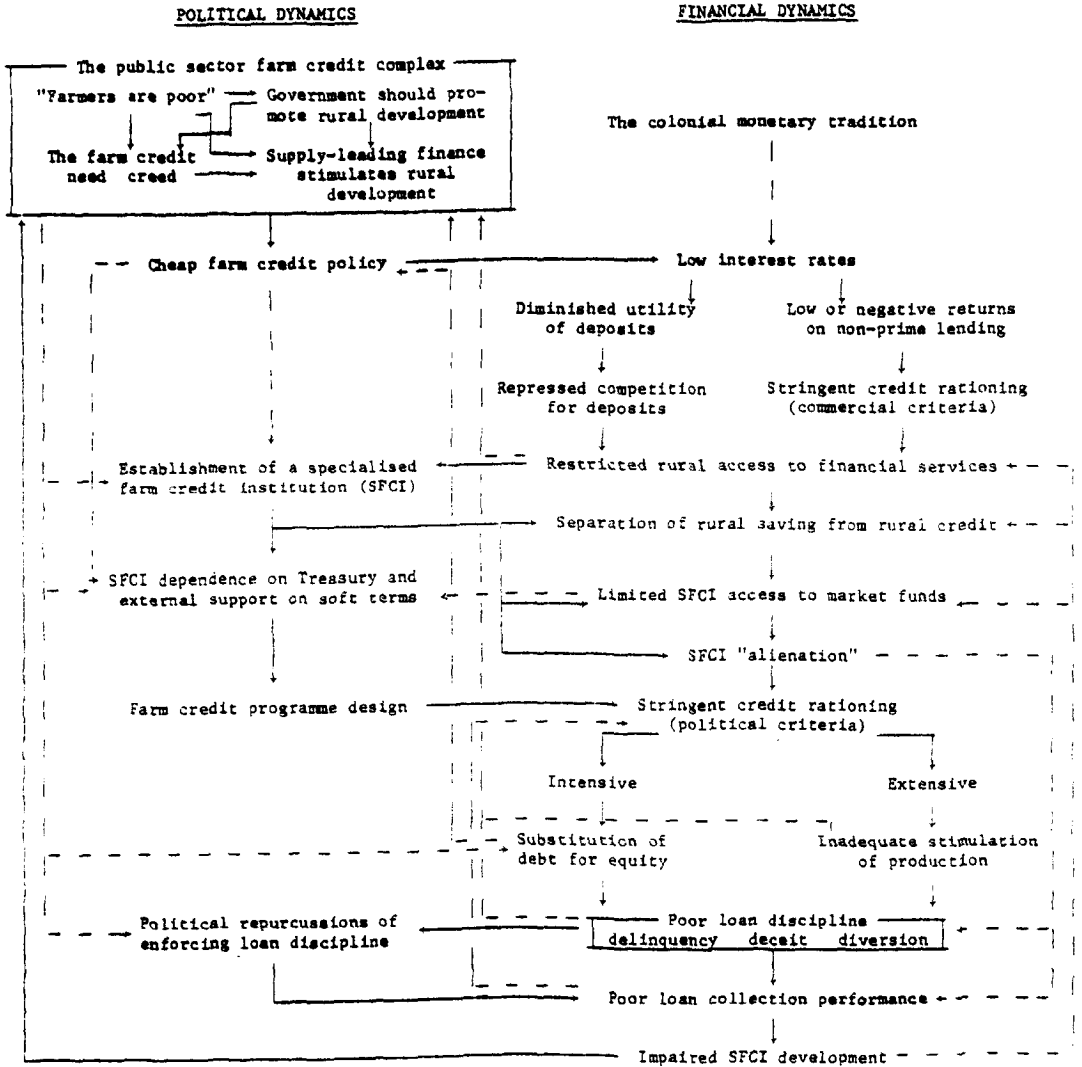 POLITICAL DYNAMICS
FINANCIAL DYNAMICS
The public sector farm credit complex
"Farmers are poor"
Government should pro-
mote rural development
The farm credit
need creed
Supply-leading finance
stimulates rural
development
The colonial monetary tradition
Cheap farm credit policy
Low interest rates
Diminished utility
of deposits
Low or negative returns
on non-prime lending
Repressed competition
for deposits
Stringent credit rationing
(commercial criteria)
Establishment of a specialised
farm credit institution (SFCI)
Restricted rural access to financial services
Separation of rural saving from rural credit
SFCI dependence on Treasury and
external support on soft terms
Limited SFCI access to market funds
SFCI "alienation"
Farm credit programme design
Stringent credit rationing
(political criteria)
Intensive
Extensive
Substitution of
debt for equity
Inadequate stimulation
of production
Political repurcussions of
enforcing loan discipline
Poor loan discipline
delinquency deceit diversion
Poor loan collection performance
Impaired SFCI development